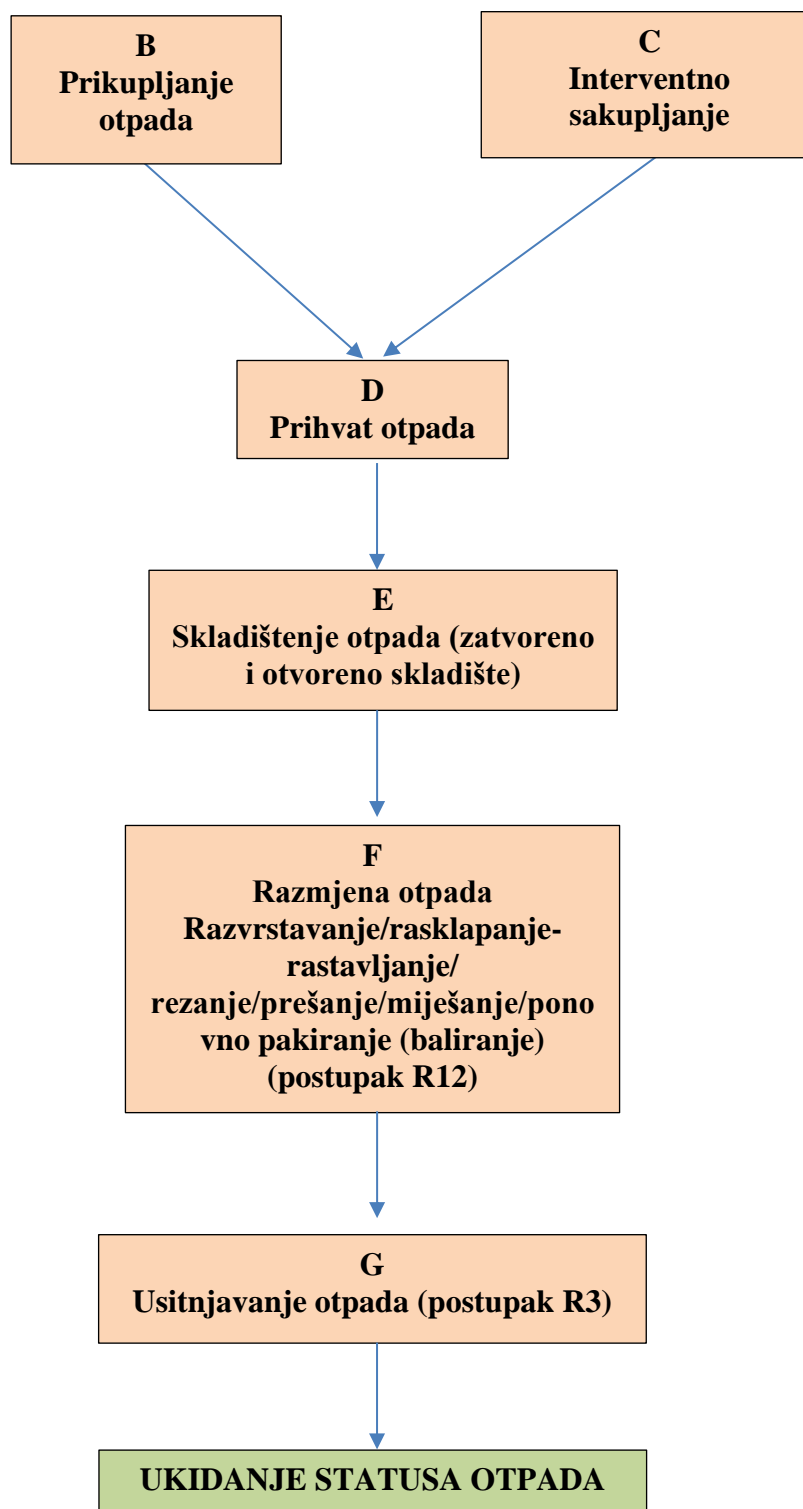 B
Prikupljanje
otpada
C
Interventno
sakupljanje
D
Prihvat otpada
E
Skladištenje otpada (zatvoreno
i otvoreno skladište)
F
Razmjena otpada
Razvrstavanje/rasklapanje-
rastavljanje/
rezanje/prešanje/miješanje/pono
vno pakiranje (baliranje)
(postupak R12)
G
Usitnjavanje otpada (postupak R3)
UKIDANJE STATUSA OTPADA